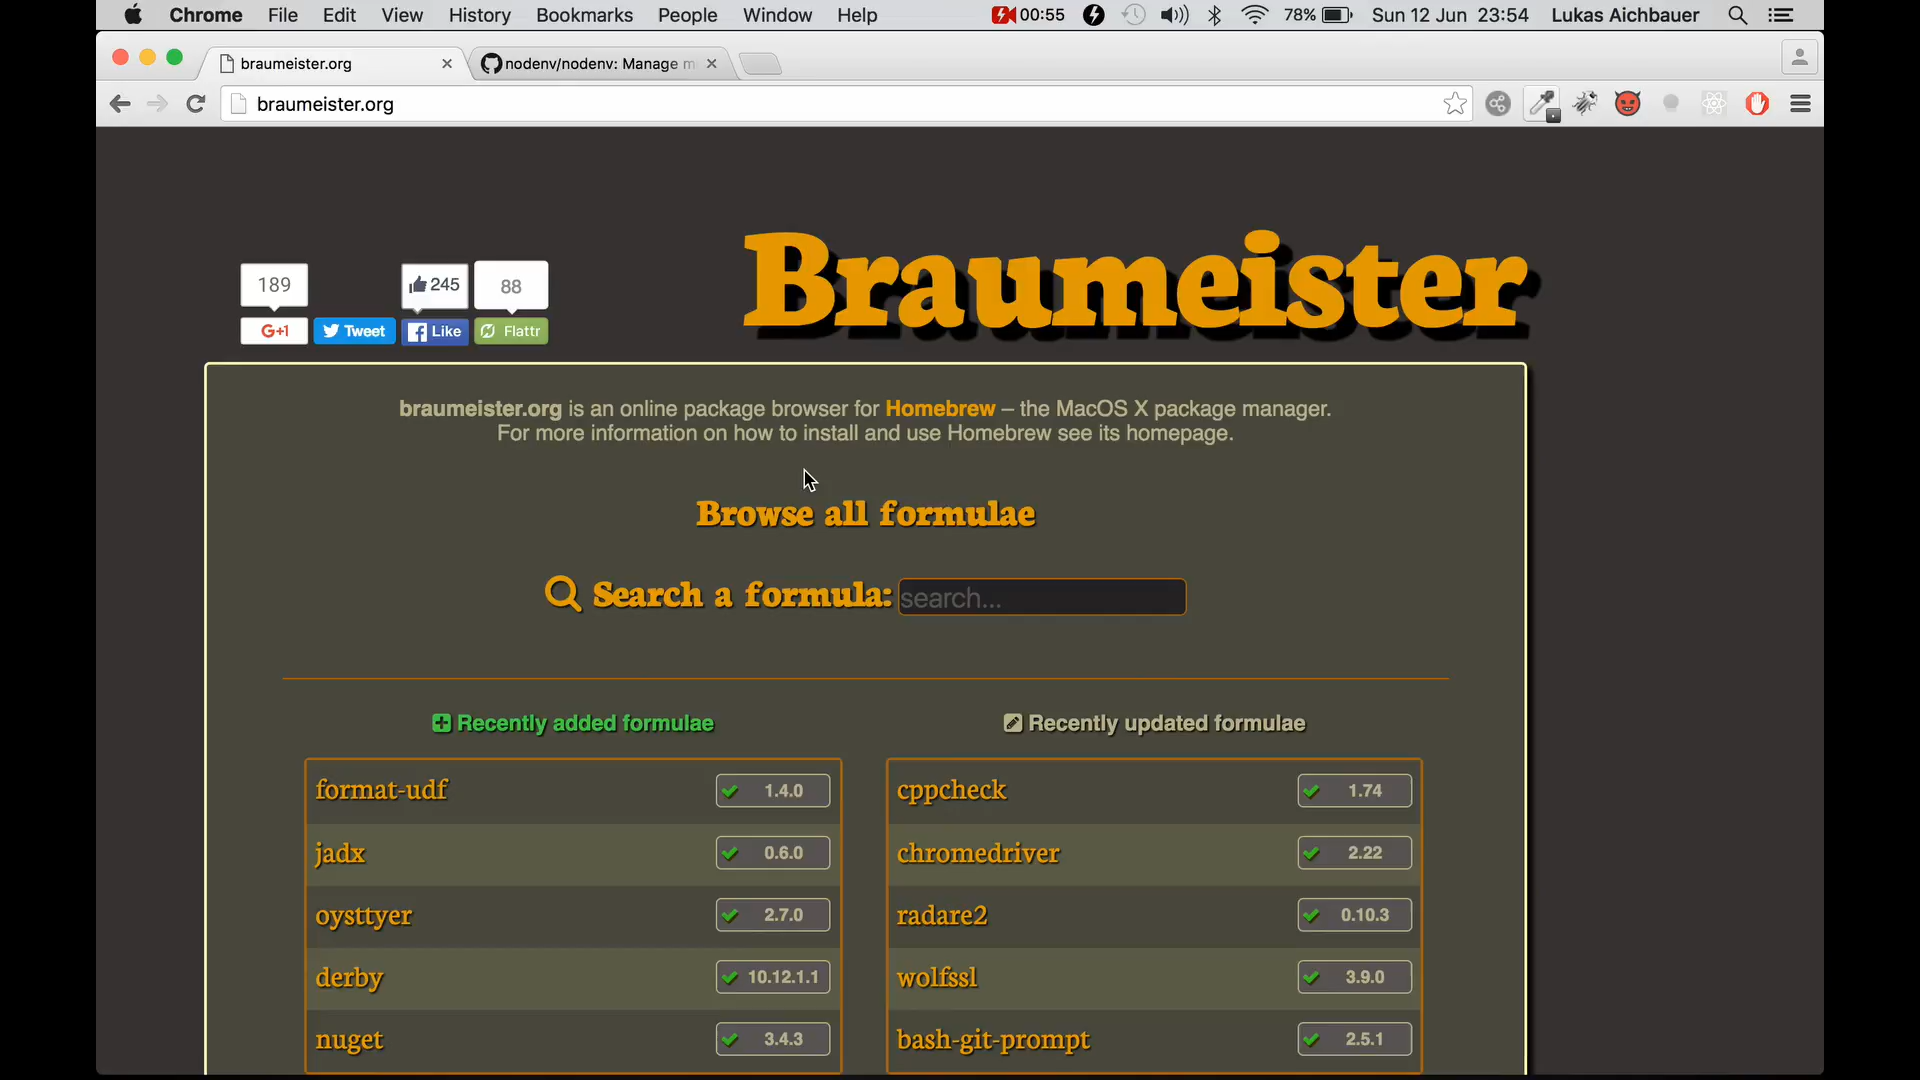 Chrome File Edit View History Bookmarks People Window Help 00:55 78% Sun 12 Jun 23:54 Lukas Aichbauer
braumeister.org nodenv/nodenv: Manage m
braumeister.org
Braumeister
189 245 88
G+1 Tweet Like Flattr
braumeister.org is an online package browser for Homebrew – the MacOS X package manager.
For more information on how to install and use Homebrew see its homepage.
Browse all formulae
Search a formula: search...
Recently added formulae
format-udf 1.4.0
jadx 0.6.0
oysttyer 2.7.0
derby 10.12.1.1
nuget 3.4.3
Recently updated formulae
cppcheck 1.74
chromedriver 2.22
radare2 0.10.3
wolfssl 3.9.0
bash-git-prompt 2.5.1